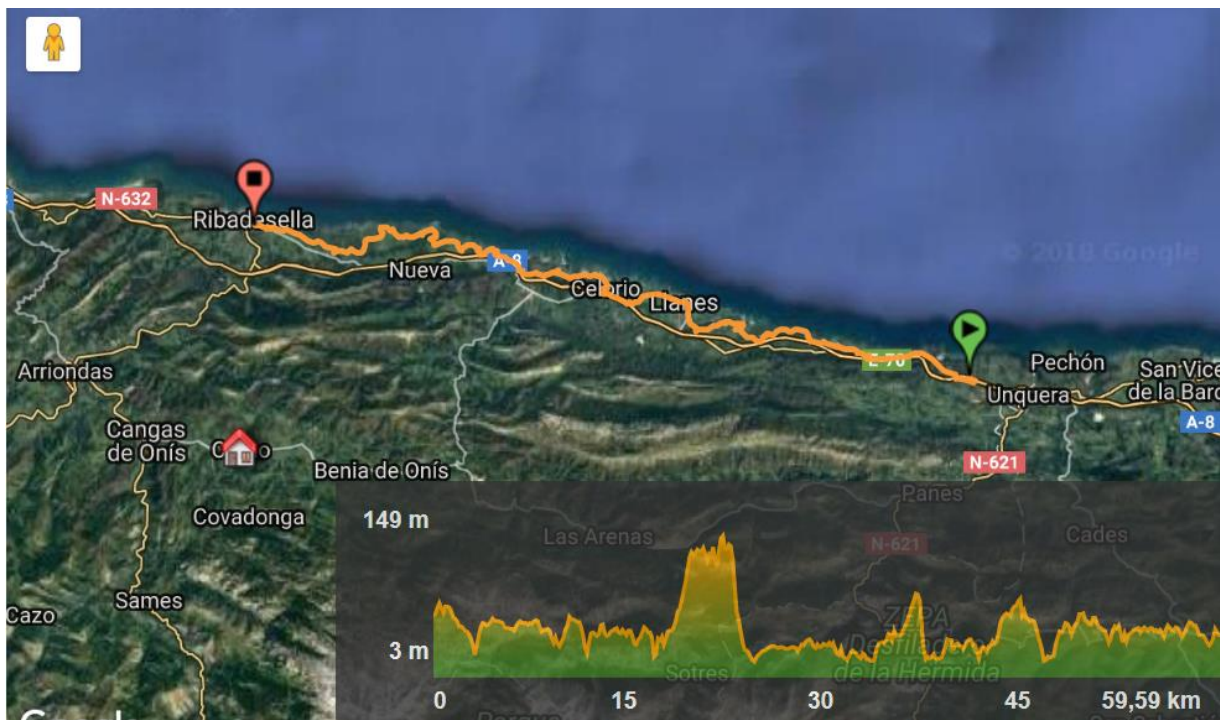 © 2018 Google
N-632
Ribadesella
Nueva
A-8
Celorio
Llanes
E-70
Pechón
Unquera
San Vice
de la Barq
A-8
Arriondas
Cangas
de Onís
Benia de Onís
N-621
Covadonga
Panes
149 m
Las Arenas
N-621
Cades
Sames
Cazo
ZEPA
Desfiladero
de la Hermida
3 m
Sotres
0
15
30
45
59,59 km